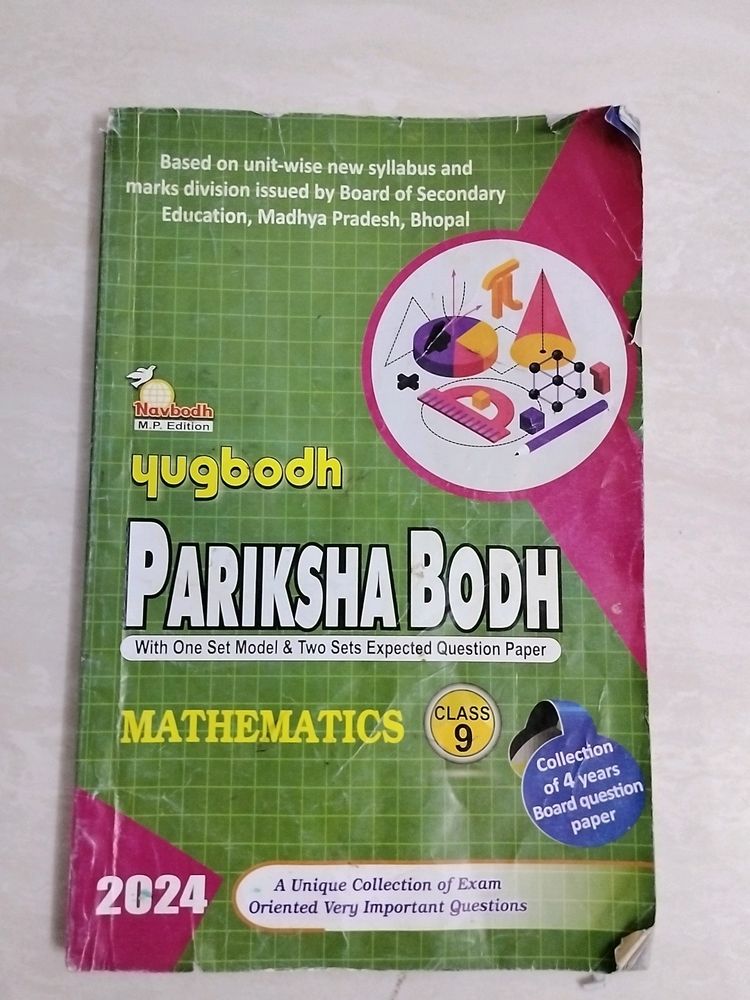 Based on unit-wise new syllabus and
marks division issued by Board of Secondary
Education, Madhya Pradesh, Bhopal
Navbodh
M.P. Edition
yugbodh
PARIKSHA BODH
With One Set Model & Two Sets Expected Question Paper
MATHEMATICS
CLASS
9
Collection
of 4 years
Board question
paper
2024
A Unique Collection of Exam
Oriented Very Important Questions